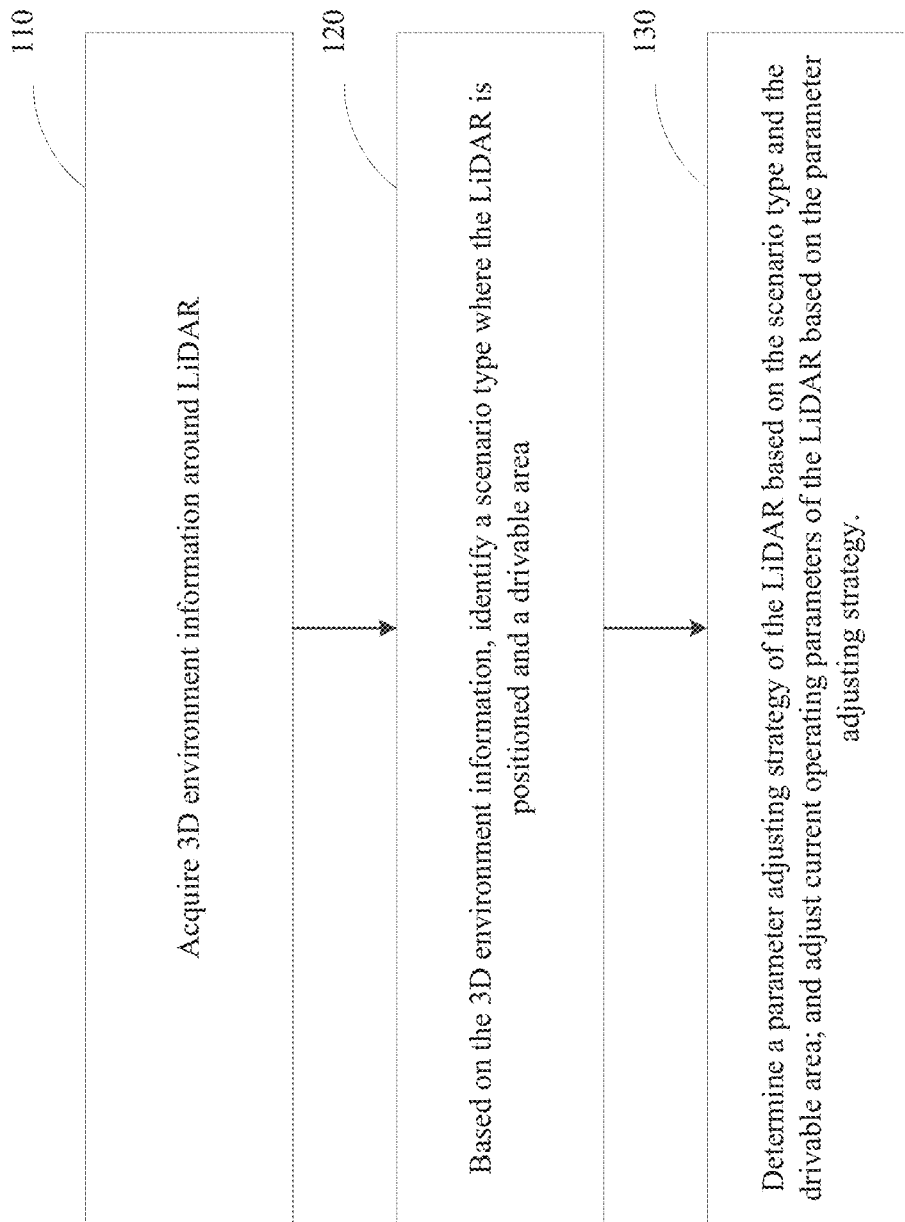 110
Acquire 3D environment information around LiDAR
120
Based on the 3D environment information, identify a scenario type where the LiDAR is
positioned and a drivable area
130
Determine a parameter adjusting strategy of the LiDAR based on the scenario type and the
drivable area; and adjust current operating parameters of the LiDAR based on the parameter
adjusting strategy.